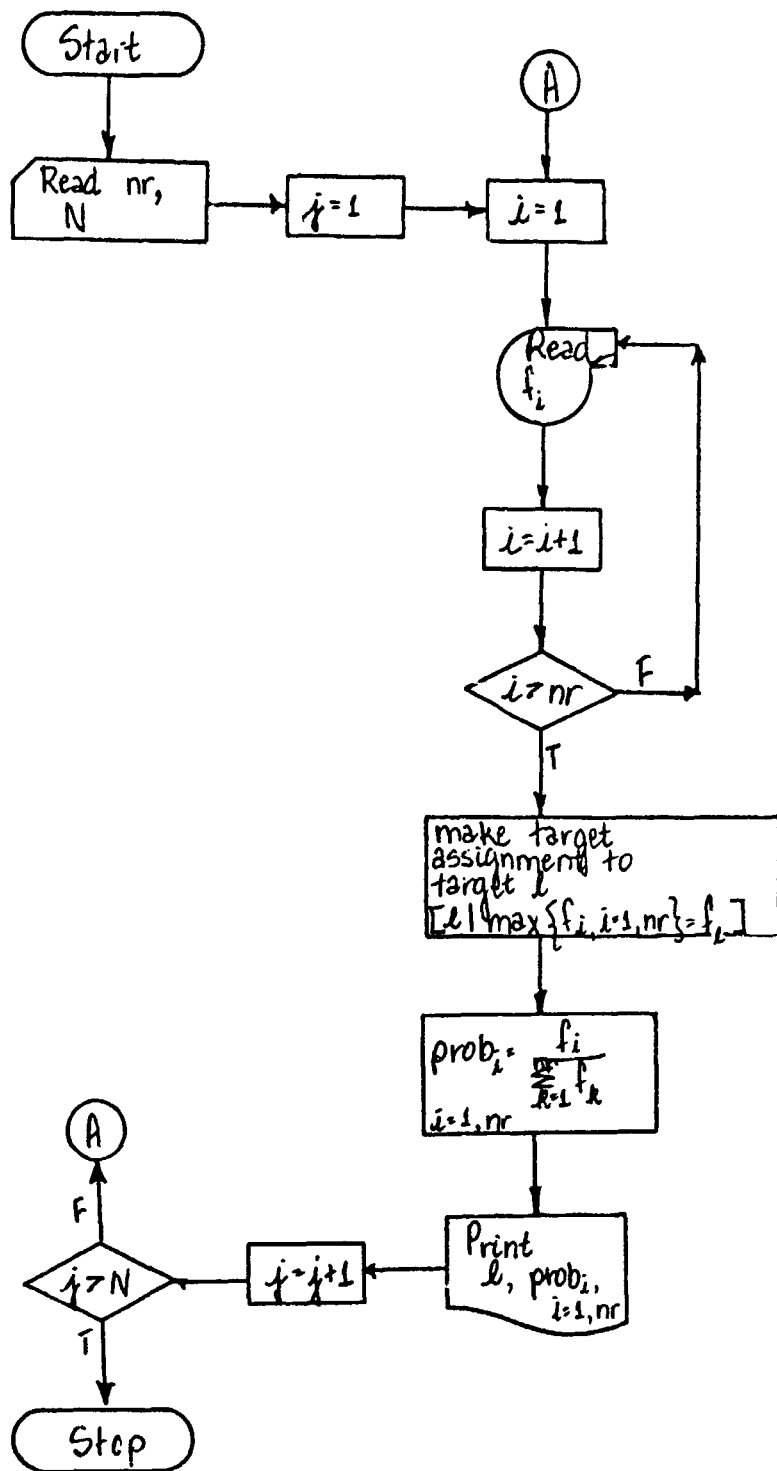 Start
A
Read nr,
N
j=1
i=1
Read
f_i
i=i+1
i>nr
F
T
make target
assignment to
target l
[l | max{f_i, i=1, nr}=f_l]
prob_i = f_i / Σ_{k=1}^{nr} f_k
i=1, nr
Print
l, prob_i,
i=1, nr
j=j+1
j>N
F
A
T
Stop